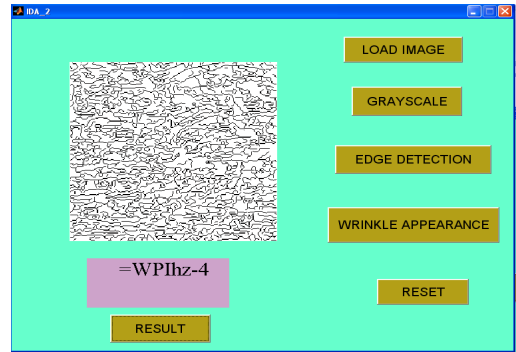 IDA_2
LOAD IMAGE
GRAYSCALE
EDGE DETECTION
WRINKLE APPEARANCE
=WPIhz-4
RESET
RESULT